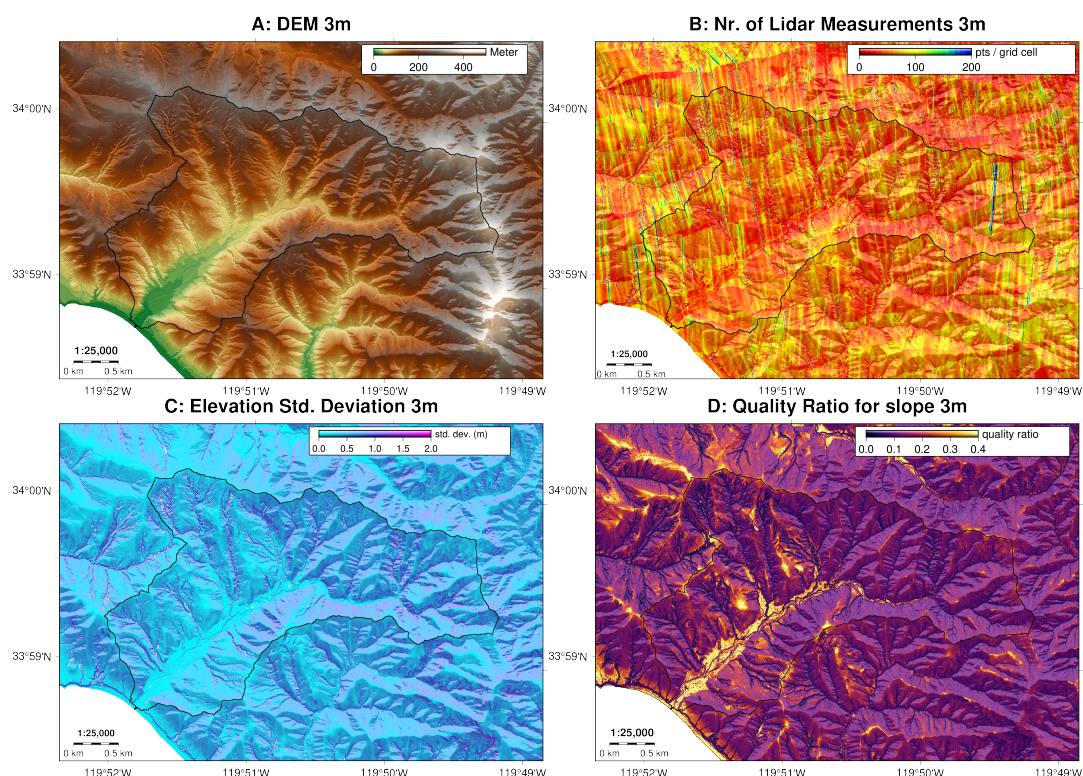 A: DEM 3m
B: Nr. of Lidar Measurements 3m
Meter
0 200 400
pts / grid cell
0 100 200
34°00'N
33°59'N
1:25,000
0 km 0.5 km
119°52'W 119°51'W 119°50'W 119°49'W
34°00'N
33°59'N
1:25,000
0 km 0.5 km
119°52'W 119°51'W 119°50'W 119°49'W
C: Elevation Std. Deviation 3m
D: Quality Ratio for slope 3m
std. dev. (m)
0.0 0.5 1.0 1.5 2.0
quality ratio
0.0 0.1 0.2 0.3 0.4
34°00'N
33°59'N
1:25,000
0 km 0.5 km
119°52'W 119°51'W 119°50'W 119°49'W
34°00'N
33°59'N
1:25,000
0 km 0.5 km
119°52'W 119°51'W 119°50'W 119°49'W